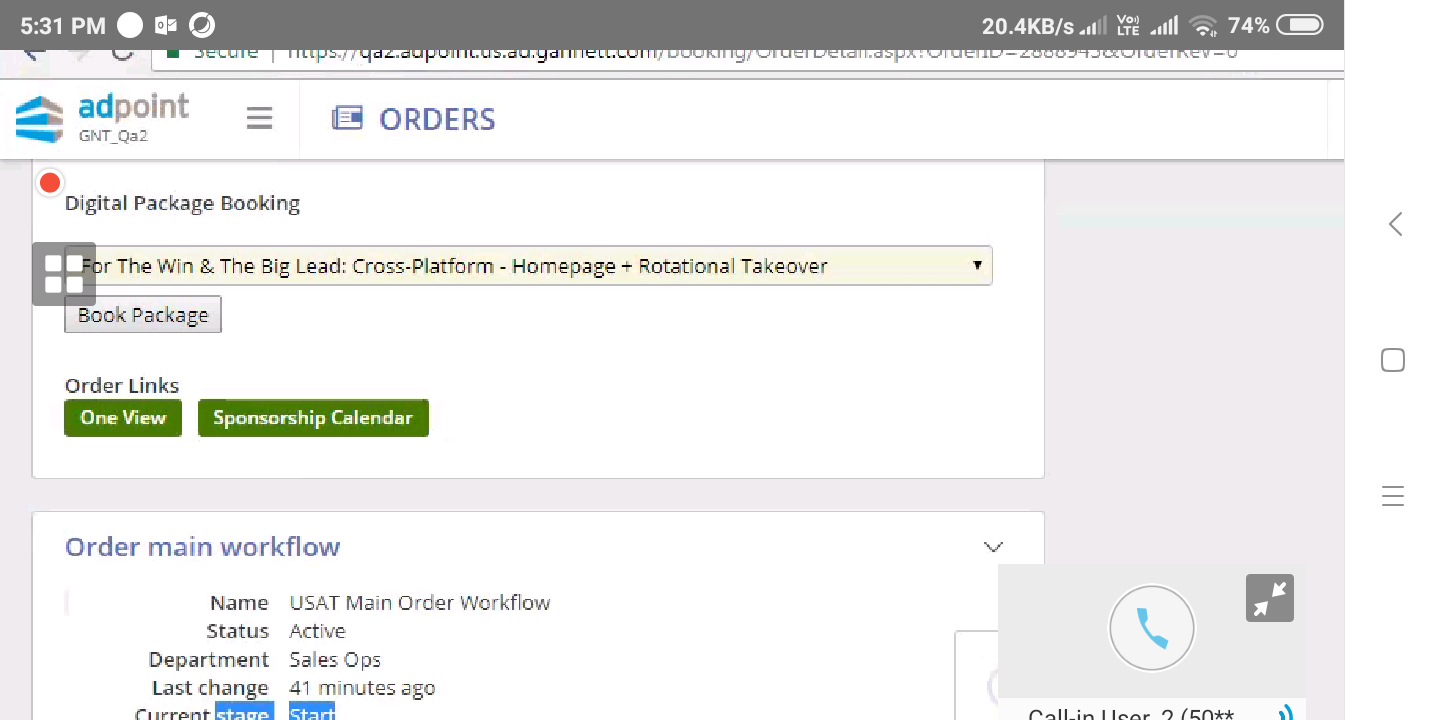 5:31 PM 20.4KB/s Vo)) LTE 74%
Secure | https://qa2.adpoint.us.ad.gannett.com/booking/OrderDetail.aspx?OrderID=2888943&OrderRev=0
adpoint
GNT_Qa2
ORDERS
Digital Package Booking
For The Win & The Big Lead: Cross-Platform - Homepage + Rotational Takeover
Book Package
Order Links
One View Sponsorship Calendar
Order main workflow
Name USAT Main Order Workflow
Status Active
Department Sales Ops
Last change 41 minutes ago
Current stage Start
Call-in User_2 (50**